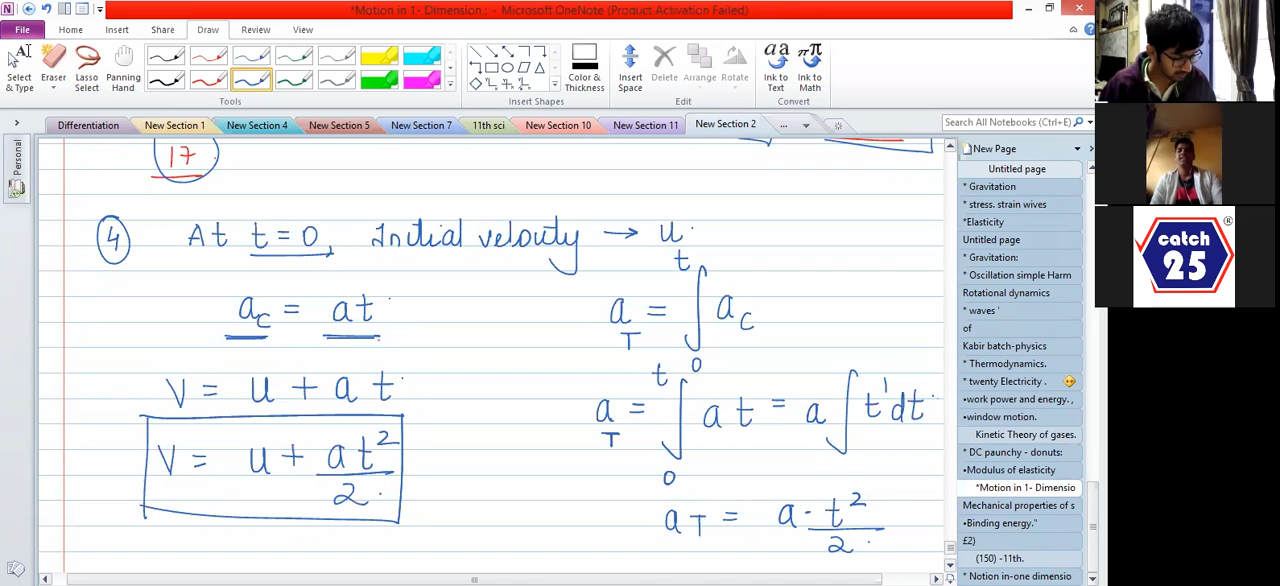 *Motion in 1- Dimension : - Microsoft OneNote (Product Activation Failed)
File Home Insert Share Draw Review View
Select & Type Eraser Lasso Select Panning Hand Color & Thickness Insert Space Delete Arrange Rotate Ink to Text Ink to Math
Tools Insert Shapes Edit Convert
Differentiation New Section 1 New Section 4 New Section 5 New Section 7 11th sci New Section 10 New Section 11 New Section 2 ... Search All Notebooks (Ctrl+E)
Personal
17
④ At t = 0, Initial velouity → u.
a_c = at
a_T = ∫₀ᵗ a_c
V = u + a t
a_T = ∫₀ᵗ a t = a ∫ t¹ dt
V = u + at²/2
a_T = a · t²/2
New Page
Untitled page
* Gravitation
* stress. strain wives
*Elasticity
Untitled page
* Gravitation:
* Oscillation simple Harm
Rotational dynamics
* waves '
of
Kabir batch-physics
* Thermodynamics.
* twenty Electricity .
•work power and energy. ,
•window motion.
Kinetic Theory of gases.
* DC paunchy - donuts:
•Modulus of elasticity
*Motion in 1- Dimensio
Mechanical properties of s
•Binding energy."
£2)
(150) -11th.
* Notion in-one dimensio
catch
25
®